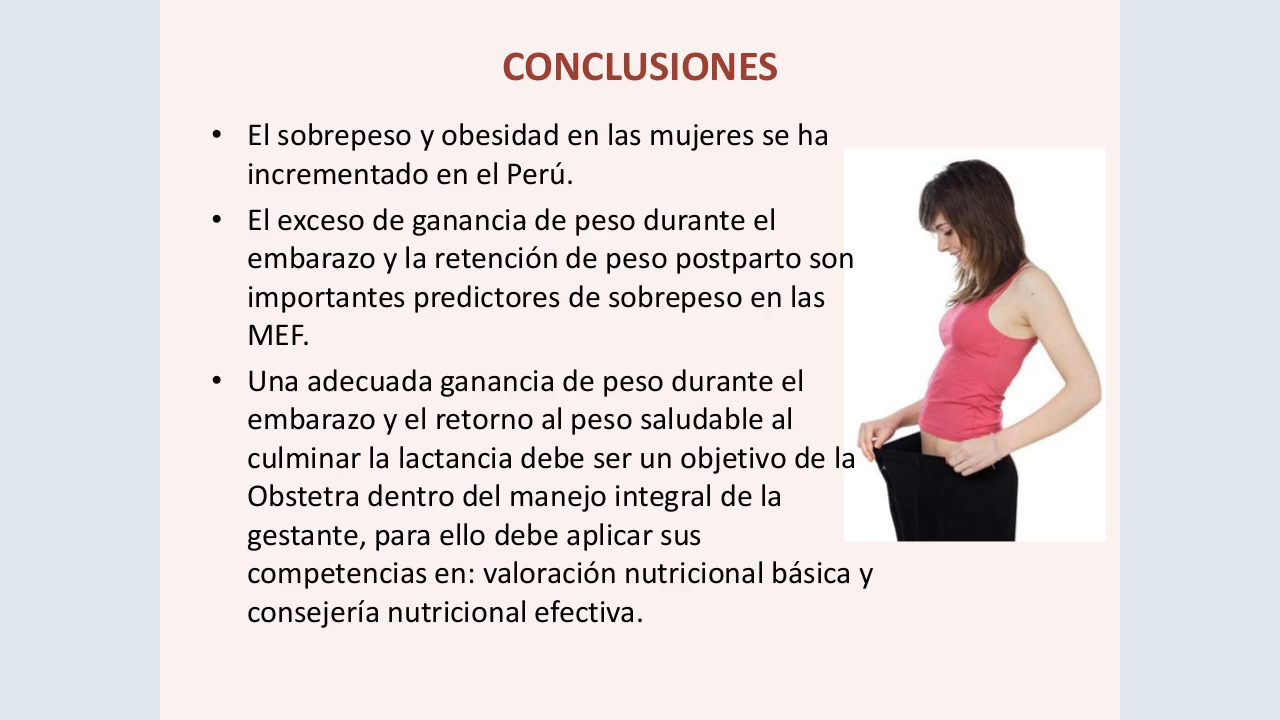 CONCLUSIONES
• El sobrepeso y obesidad en las mujeres se ha
incrementado en el Perú.
• El exceso de ganancia de peso durante el
embarazo y la retención de peso postparto son
importantes predictores de sobrepeso en las
MEF.
• Una adecuada ganancia de peso durante el
embarazo y el retorno al peso saludable al
culminar la lactancia debe ser un objetivo de la
Obstetra dentro del manejo integral de la
gestante, para ello debe aplicar sus
competencias en: valoración nutricional básica y
consejería nutricional efectiva.